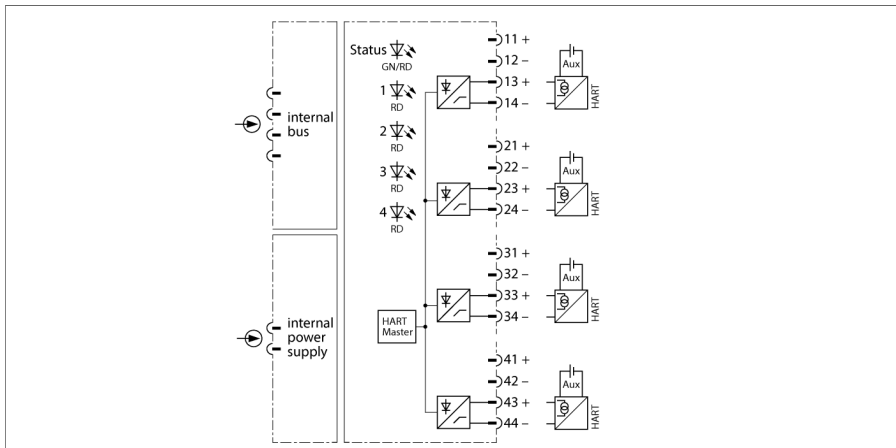 Status
GN/RD
1
RD
2
RD
3
RD
4
RD
internal
bus
internal
power
supply
HART
Master
11 +
12 –
13 +
14 –
Aux
HART
21 +
22 –
23 +
24 –
Aux
HART
31 +
32 –
33 +
34 –
Aux
HART
41 +
42 –
43 +
44 –
Aux
HART